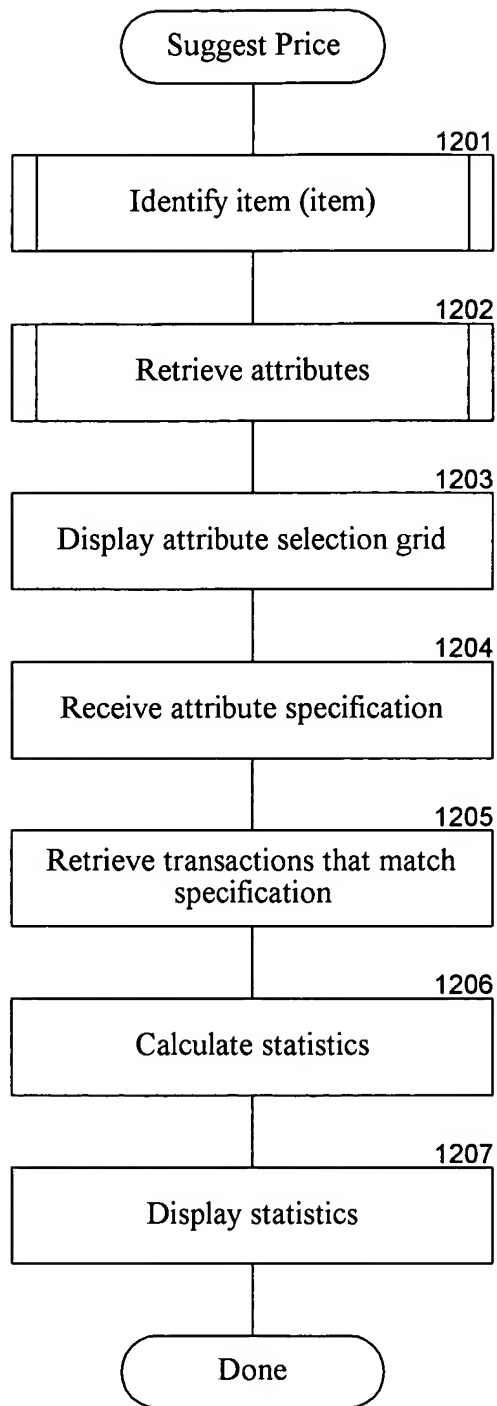 Suggest Price
1201
Identify item (item)
1202
Retrieve attributes
1203
Display attribute selection grid
1204
Receive attribute specification
1205
Retrieve transactions that match
specification
1206
Calculate statistics
1207
Display statistics
Done